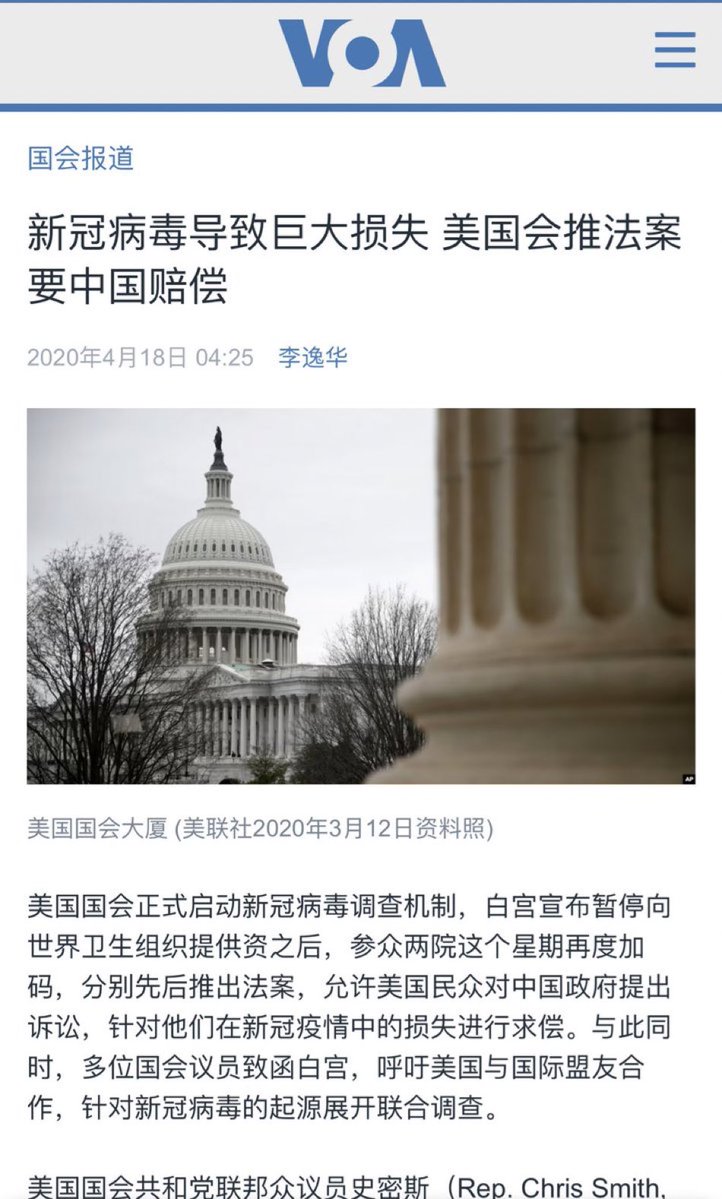 VOA
国会报道
新冠病毒导致巨大损失 美国会推法案
要中国赔偿
2020年4月18日 04:25 李逸华
AP
美国国会大厦 (美联社2020年3月12日资料照)
美国国会正式启动新冠病毒调查机制，白宫宣布暂停向
世界卫生组织提供资之后，参众两院这个星期再度加
码，分别先后推出法案，允许美国民众对中国政府提出
诉讼，针对他们在新冠疫情中的损失进行求偿。与此同
时，多位国会议员致函白宫，呼吁美国与国际盟友合
作，针对新冠病毒的起源展开联合调查。
美国国会共和党联邦众议员史密斯（Rep. Chris Smith,